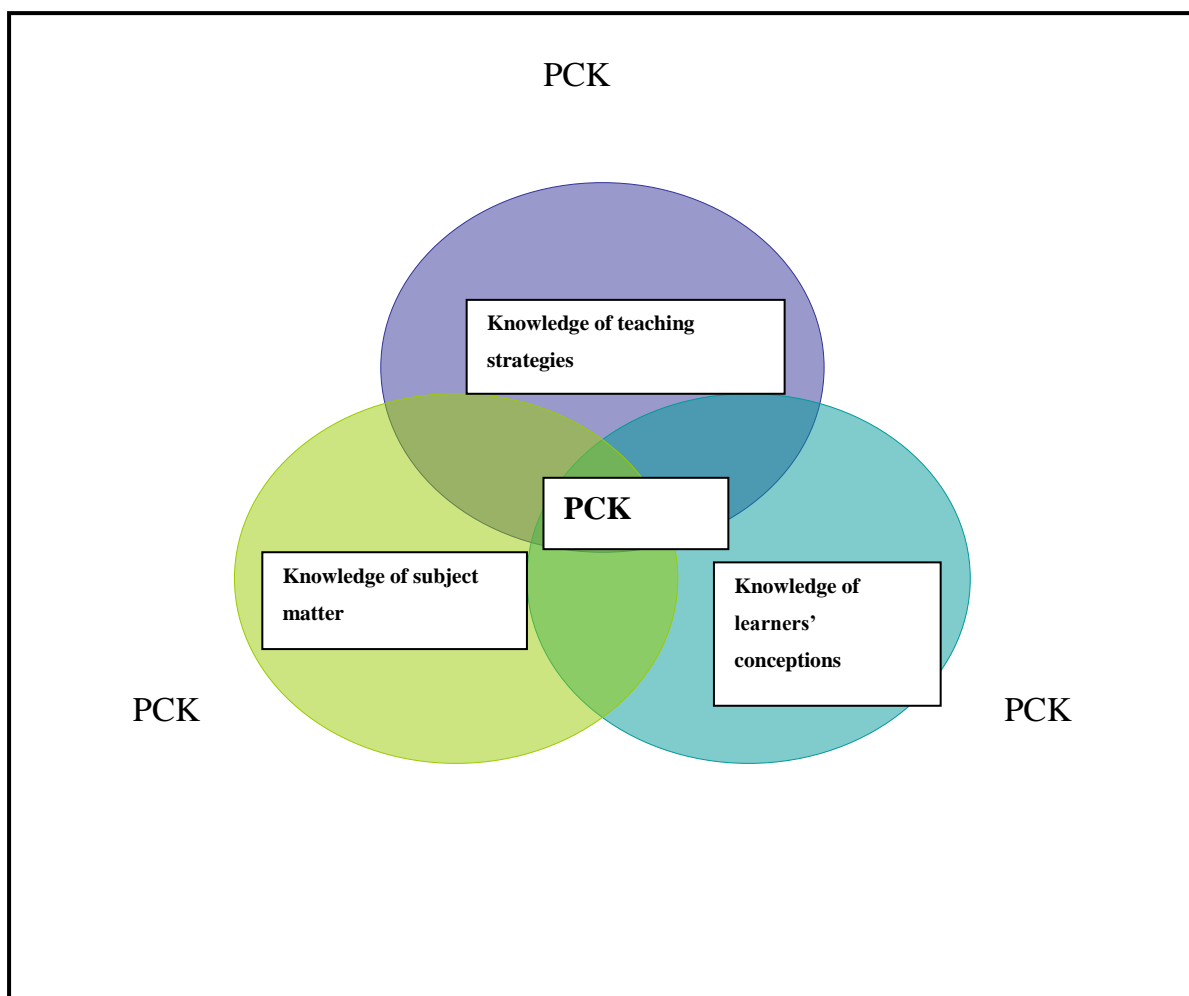 PCK
Knowledge of teaching
strategies
PCK
Knowledge of subject
matter
Knowledge of
learners’
conceptions
PCK
PCK